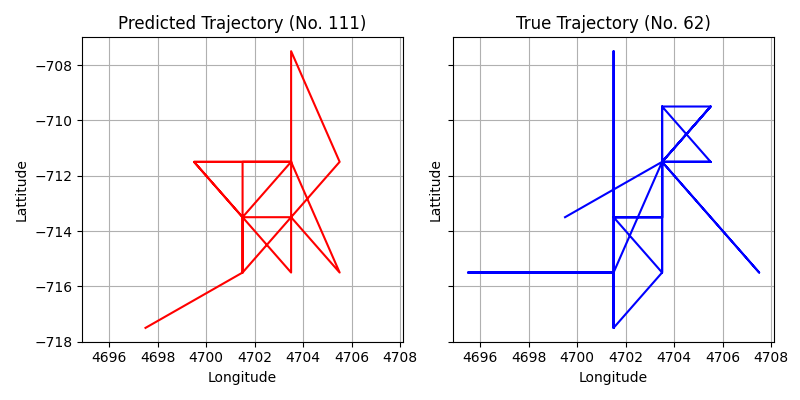 Predicted Trajectory (No. 111)
True Trajectory (No. 62)
Lattitude
−708
−710
−712
−714
−716
−718
4696 4698 4700 4702 4704 4706 4708
Longitude
Lattitude
4696 4698 4700 4702 4704 4706 4708
Longitude